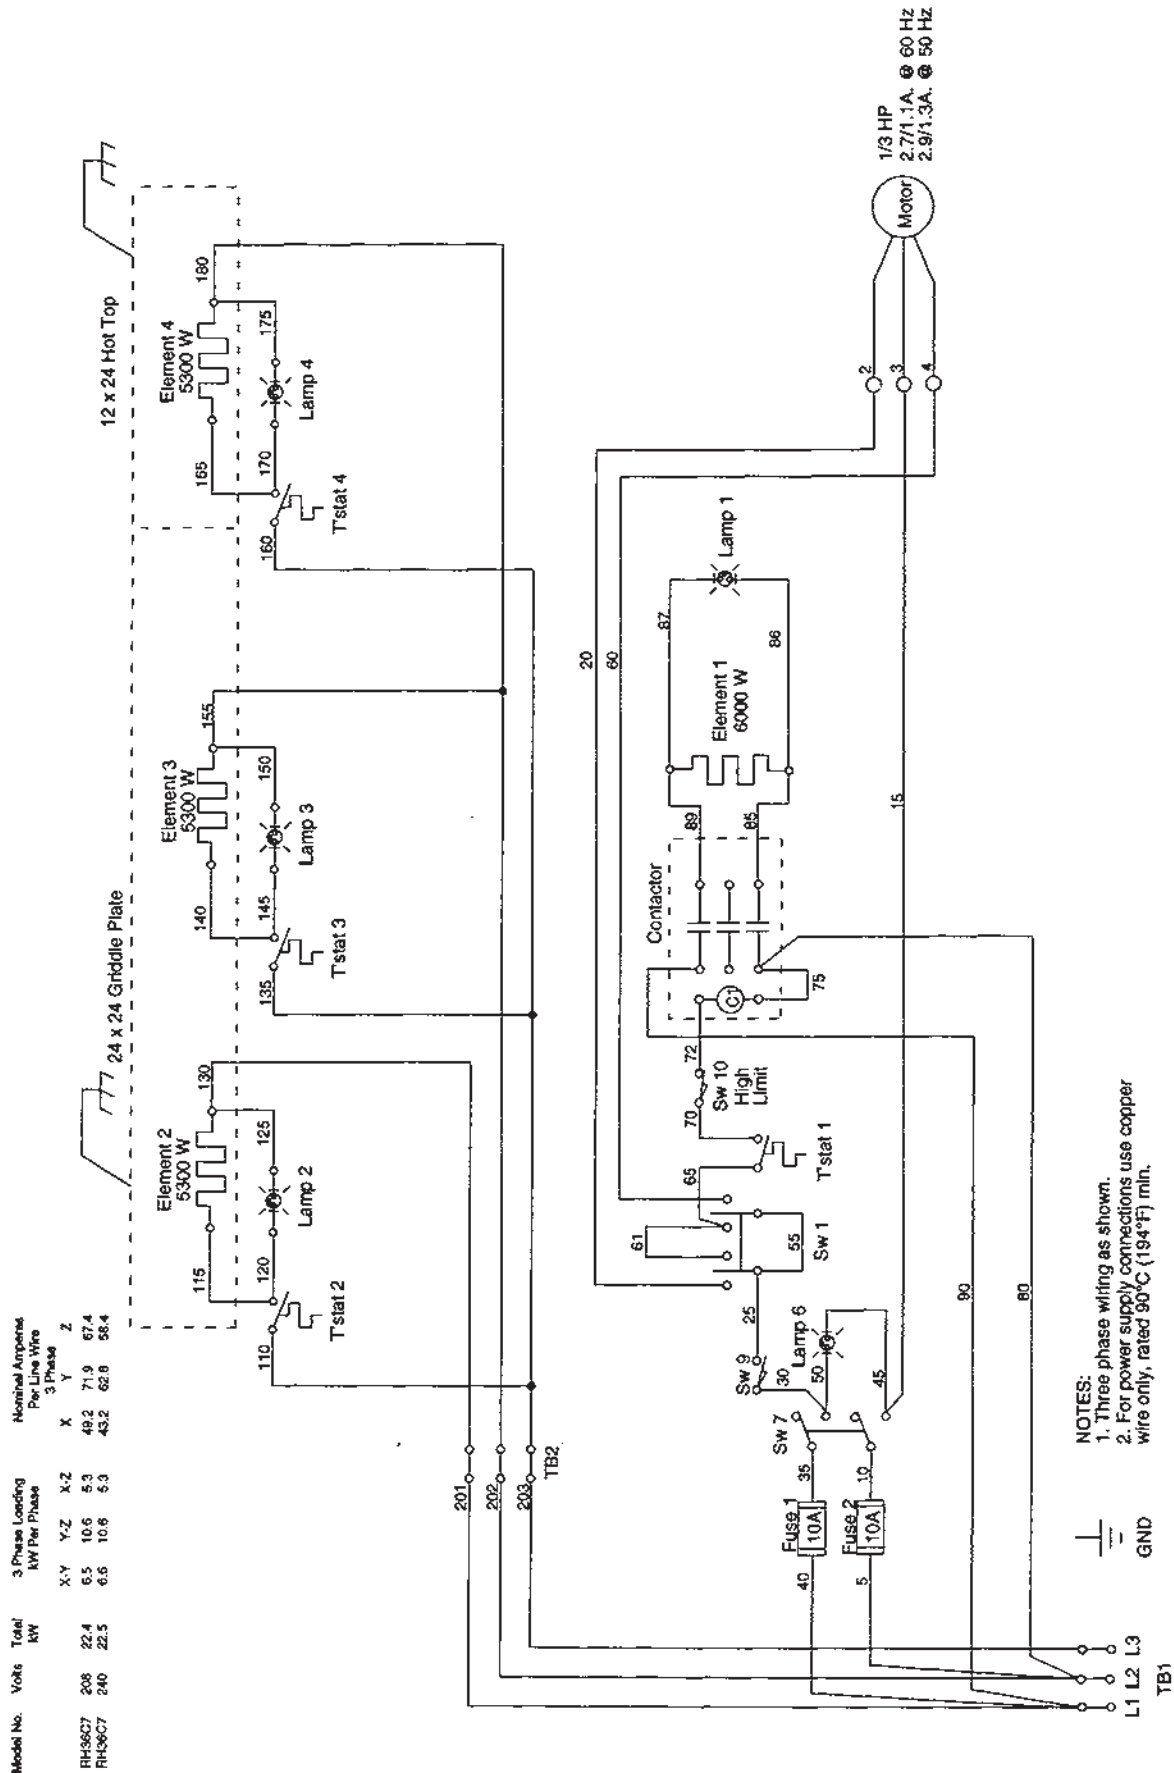 Model No. Volts Total kW 3 Phase Loading kW Per Phase Nominal Amperes Per Line Wire 3 Phase
X-Y Y-Z X-Z X Y Z
RH36C7 208 22.4 6.5 10.6 5.3 49.2 71.9 67.4
RH36C7 240 22.5 6.6 10.6 5.3 43.2 62.8 58.4
24 x 24 Griddle Plate
12 x 24 Hot Top
Element 2
5300 W
115
130
110
120
125
Lamp 2
T'stat 2
Element 3
5300 W
140
155
135
145
150
Lamp 3
T'stat 3
Element 4
5300 W
165
180
160
170
175
Lamp 4
T'stat 4
201
202
203
TB2
20
60
61
65
55
Sw 1
T'stat 1
70
Sw 10
High
Limit
72
Contactor
C1
75
89
85
Element 1
6000 W
87
86
Lamp 1
25
Sw 9
30
Lamp 6
50
45
Sw 7
35
10
Fuse 1
10A
Fuse 2
10A
40
5
15
90
80
2
3
4
Motor
1/3 HP
2.7/1.1A. @ 60 Hz
2.9/1.3A. @ 50 Hz
L1 L2 L3
TB1
GND
NOTES:
1. Three phase wiring as shown.
2. For power supply connections use copper
wire only, rated 90°C (194°F) min.